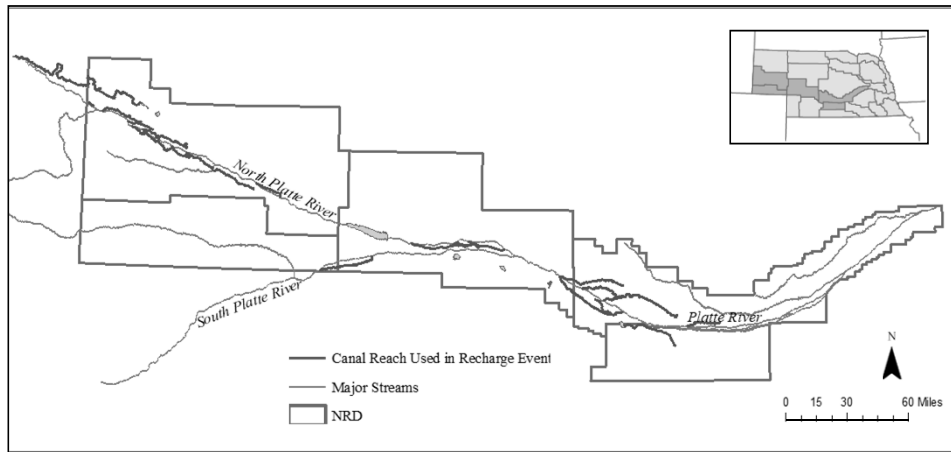 North Platte River
South Platte River
Platte River
Canal Reach Used in Recharge Event
Major Streams
NRD
N
0 15 30 60 Miles